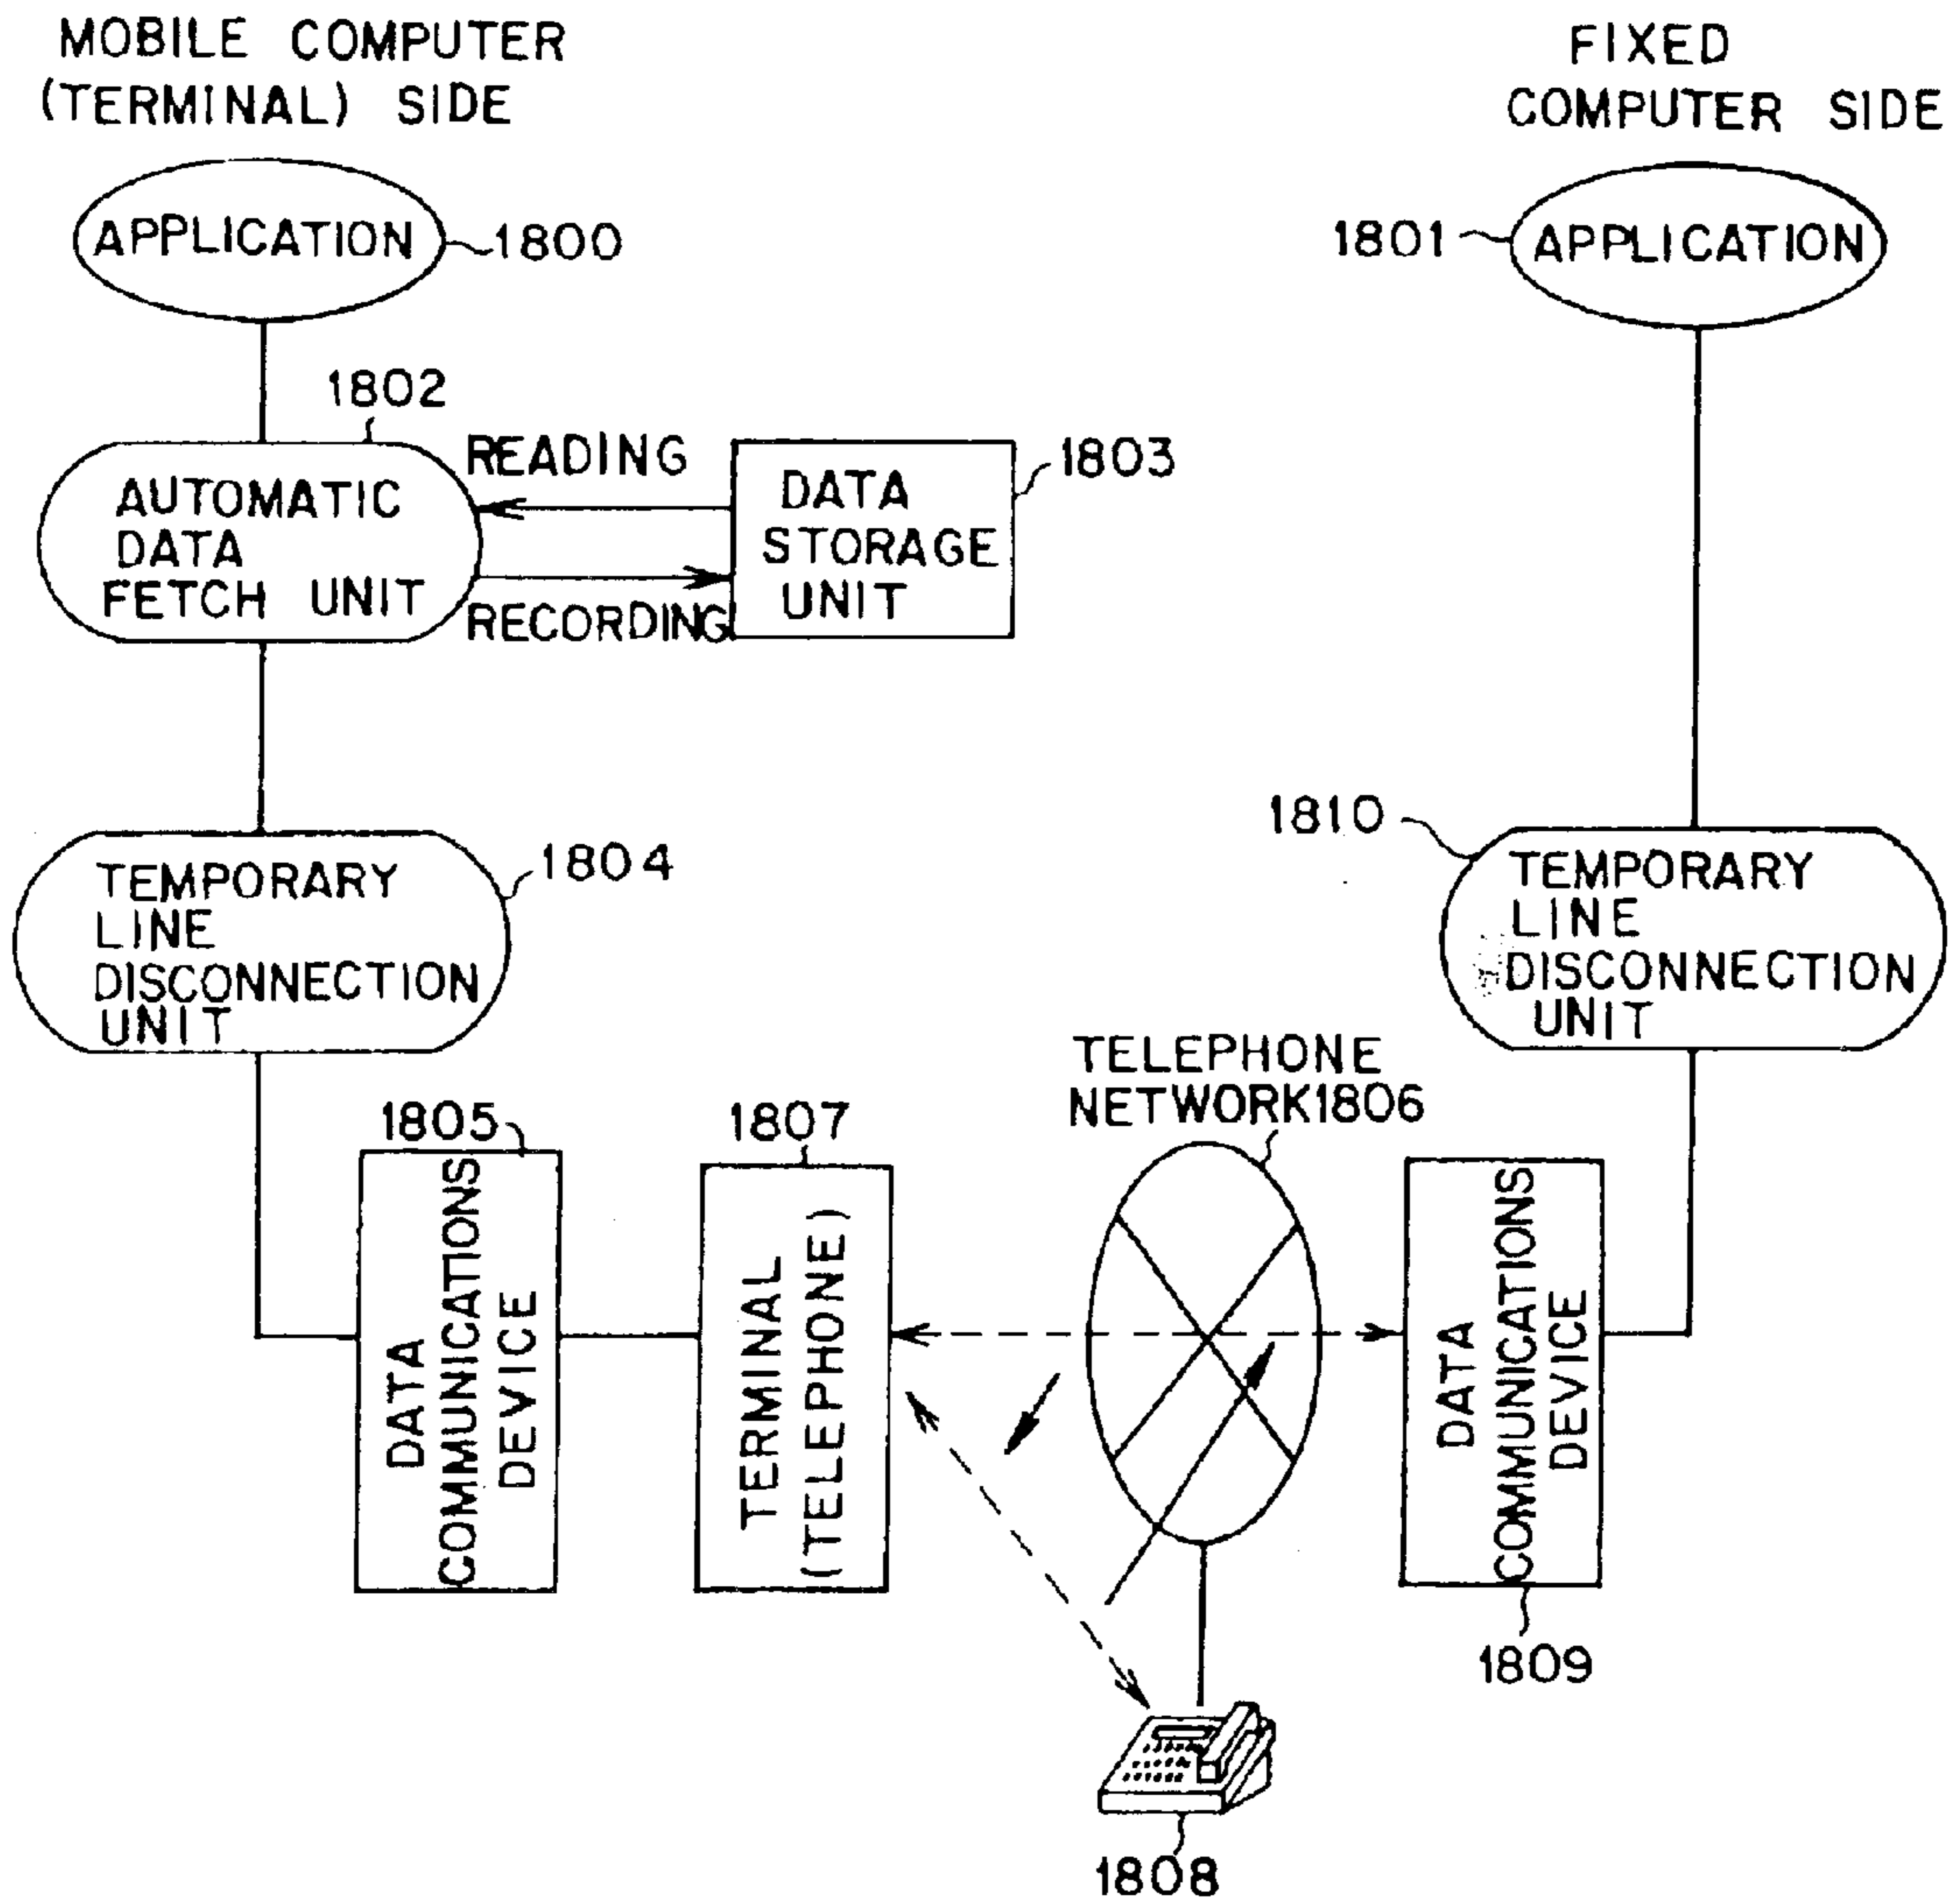 MOBILE COMPUTER
(TERMINAL) SIDE
FIXED
COMPUTER SIDE
APPLICATION
1800
1801
APPLICATION
1802
READING
1803
AUTOMATIC
DATA
FETCH UNIT
DATA
STORAGE
UNIT
RECORDING
1804
TEMPORARY
LINE
DISCONNECTION
UNIT
1810
TEMPORARY
LINE
DISCONNECTION
UNIT
TELEPHONE
NETWORK1806
1805
1807
DATA
COMMUNICATIONS
DEVICE
TERMINAL
(TELEPHONE)
DATA
COMMUNICATIONS
DEVICE
1809
1808